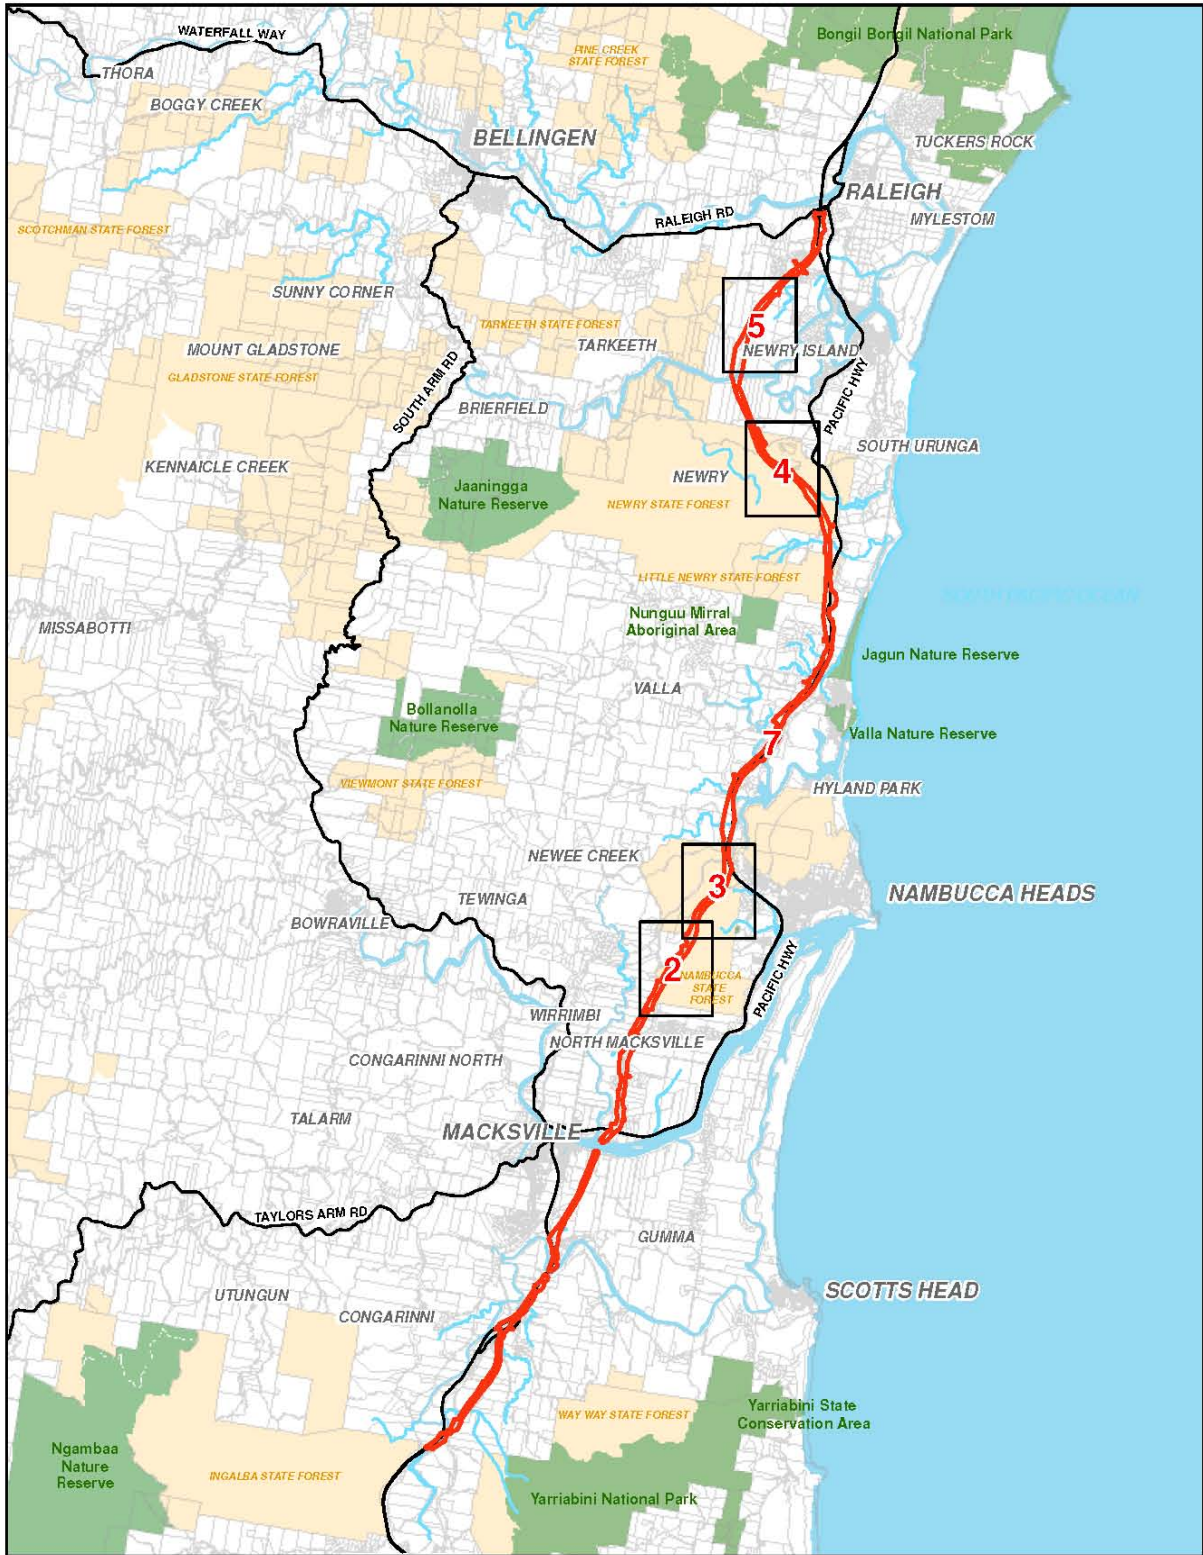 Bongil Bongil National Park
WATERFALL WAY
PINE CREEK
STATE FOREST
THORA
BOGGY CREEK
BELLINGEN
TUCKERS ROCK
RALEIGH
RALEIGH RD
MYLESTOM
SCOTCHMAN STATE FOREST
SUNNY CORNER
5
TARKEETH STATE FOREST
TARKEETH
NEWRY ISLAND
MOUNT GLADSTONE
GLADSTONE STATE FOREST
SOUTH ARM RD
PACIFIC HWY
BRIERFIELD
SOUTH URUNGA
KENNAICLE CREEK
NEWRY
4
Jaaningga
Nature Reserve
NEWRY STATE FOREST
LITTLE NEWRY STATE FOREST
SOUTH PACIFIC OCEAN
Nunguu Mirral
Aboriginal Area
MISSABOTTI
Jagun Nature Reserve
VALLA
Bollanolla
Nature Reserve
Valla Nature Reserve
7
VIEWMONT STATE FOREST
HYLAND PARK
NEWEE CREEK
3
NAMBUCCA HEADS
TEWINGA
BOWRAVILLE
2
NAMBUCCA
STATE
FOREST
PACIFIC HWY
WIRRIMBI
NORTH MACKSVILLE
CONGARINNI NORTH
TALARM
MACKSVILLE
TAYLORS ARM RD
GUMMA
UTUNGUN
SCOTTS HEAD
CONGARINNI
WAY WAY STATE FOREST
Yarriabini State
Conservation Area
Ngambaa
Nature
Reserve
INGALBA STATE FOREST
Yarriabini National Park